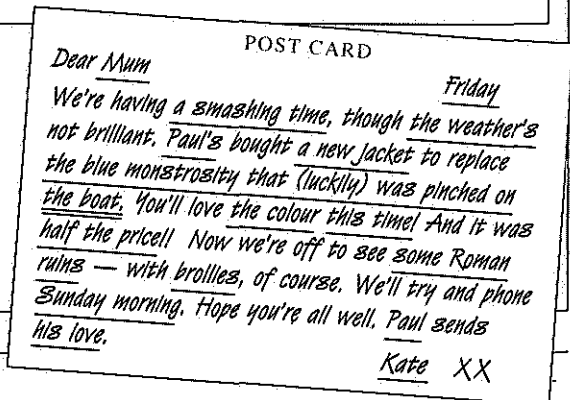 POST CARD
Dear Mum
Friday
We're having a smashing time, though the weather's
not brilliant. Paul's bought a new jacket to replace
the blue monstrosity that (luckily) was pinched on
the boat. You'll love the colour this time! And it was
half the price!! Now we're off to see some Roman
ruins — with brollies, of course. We'll try and phone
Sunday morning. Hope you're all well. Paul sends
his love.
Kate XX